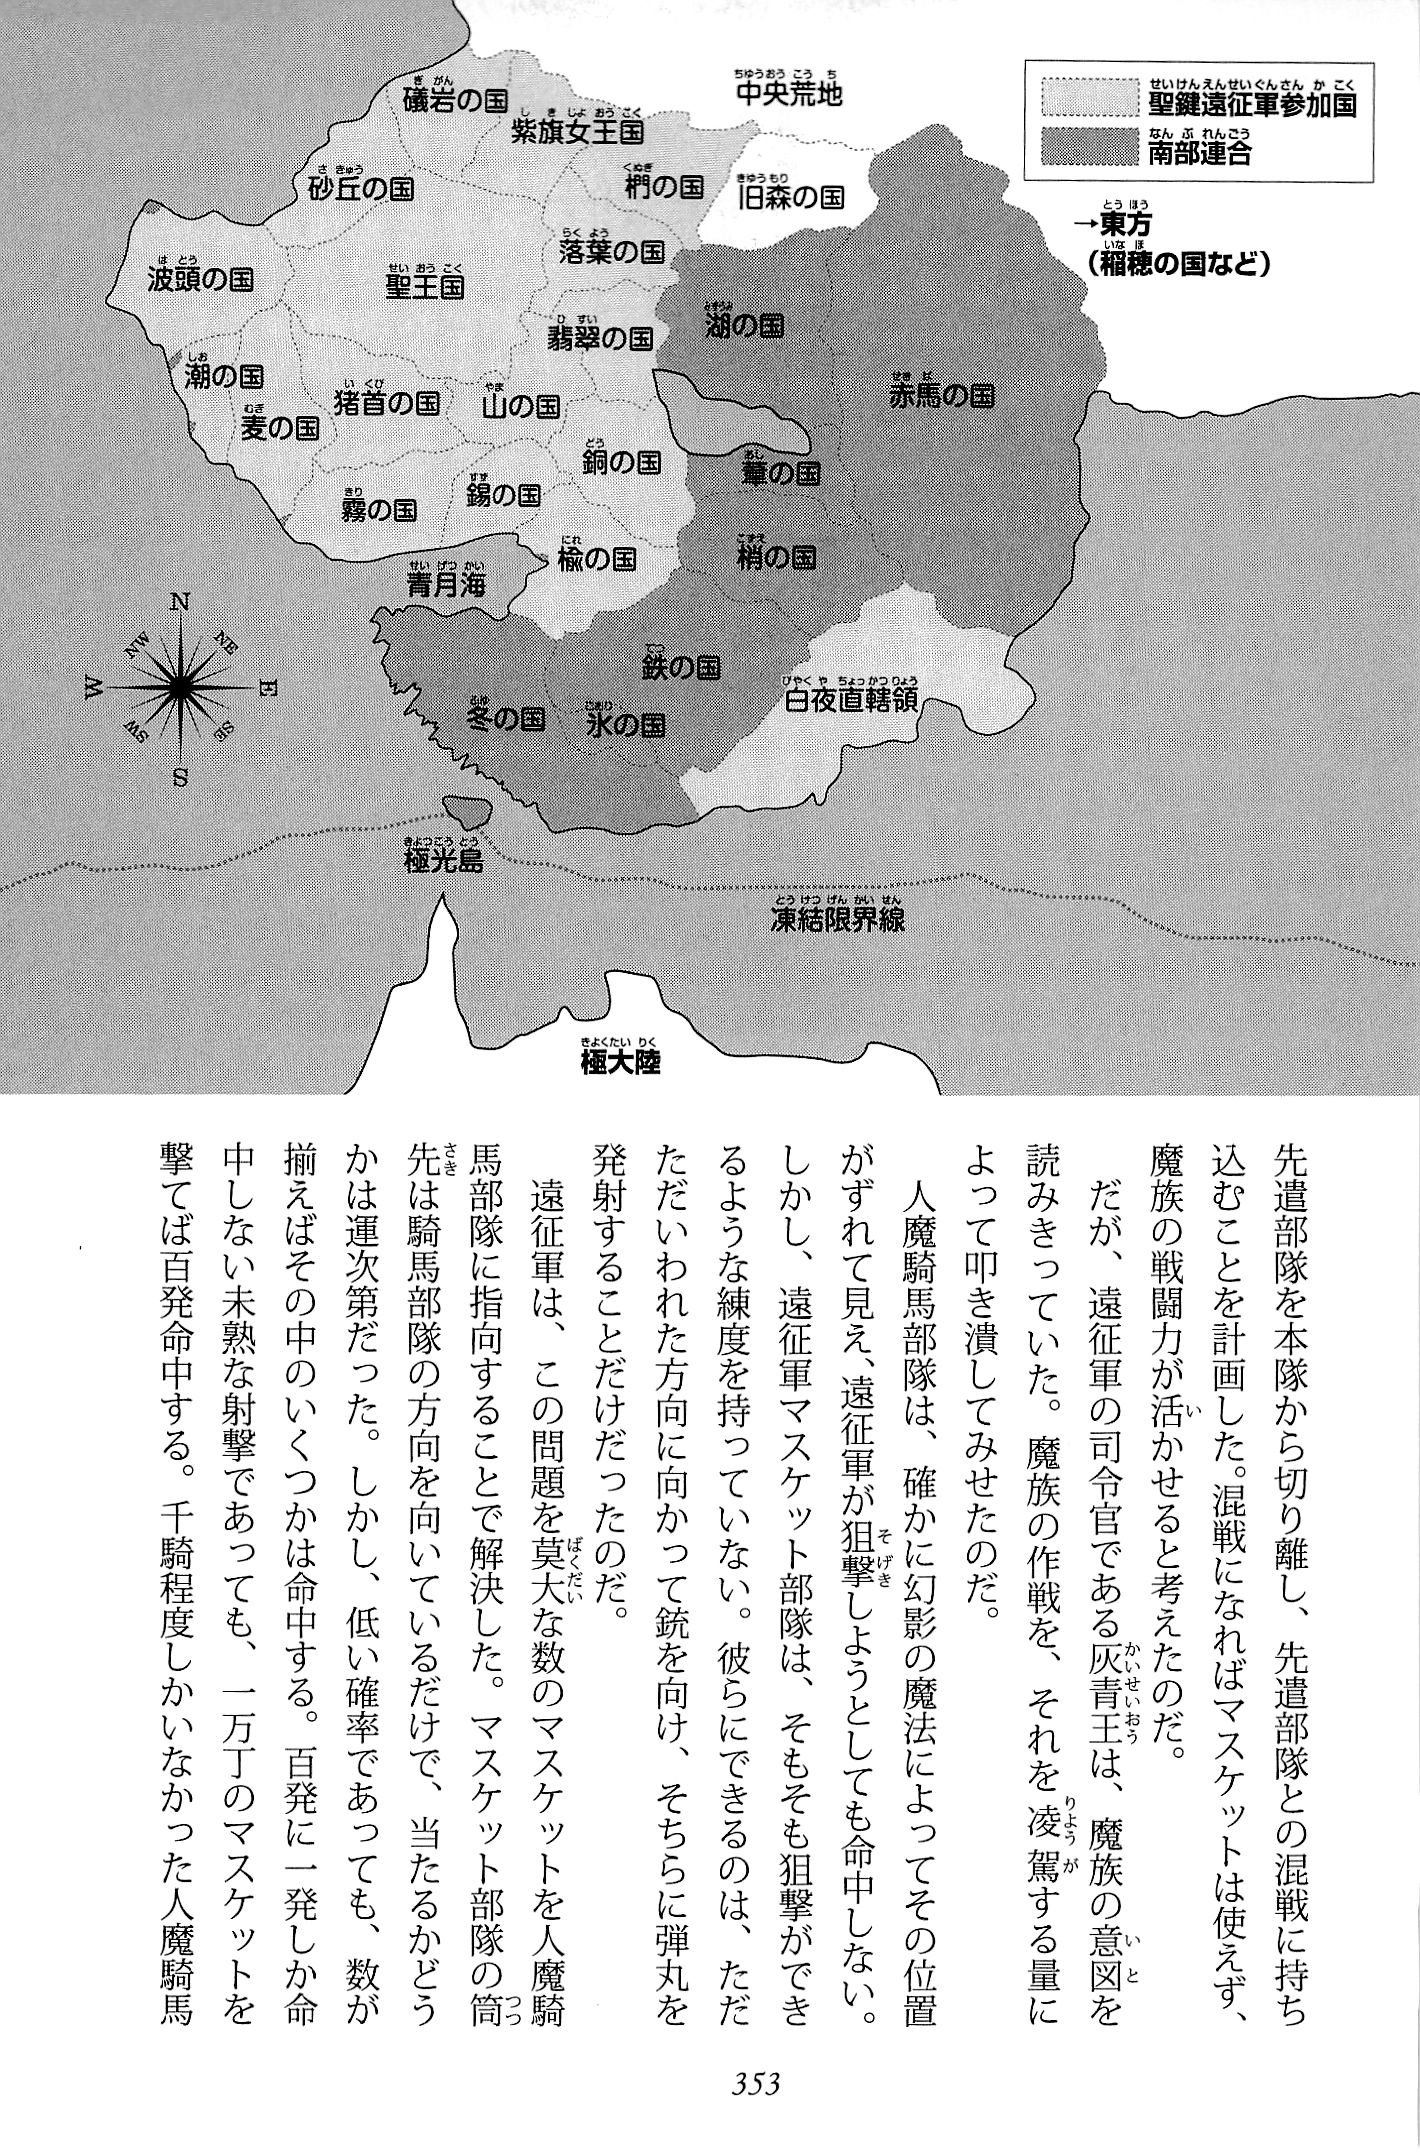 聖鍵遠征軍参加国
南部連合
→東方
(稲穂の国など)
中央荒地
礒岩の国
紫旗女王国
砂丘の国
椚の国
旧森の国
落葉の国
波頭の国
聖王国
翡翠の国
湖の国
潮の国
麦の国
猪首の国
山の国
赤馬の国
銅の国
葦の国
霧の国
錫の国
楡の国
梢の国
青月海
鉄の国
白夜直轄領
冬の国
氷の国
N
NE
E
SE
S
SW
W
NW
極光島
凍結限界線
極大陸
先遣部隊を本隊から切り離し、先遣部隊との混戦に持ち
込むことを計画した。混戦になればマスケットは使えず、
魔族の戦闘力が活かせると考えたのだ。
だが、遠征軍の司令官である灰青王は、魔族の意図を
読みきっていた。魔族の作戦を、それを凌駕する量に
よって叩き潰してみせたのだ。
人魔騎馬部隊は、確かに幻影の魔法によってその位置
がずれて見え、遠征軍が狙撃しようとしても命中しない。
しかし、遠征軍マスケット部隊は、そもそも狙撃ができ
るような練度を持っていない。彼らにできるのは、ただ
ただいわれた方向に向かって銃を向け、そちらに弾丸を
発射することだけだったのだ。
遠征軍は、この問題を莫大な数のマスケットを人魔騎
馬部隊に指向することで解決した。マスケット部隊の筒
先は騎馬部隊の方向を向いているだけで、当たるかどう
かは運次第だった。しかし、低い確率であっても、数が
揃えばその中のいくつかは命中する。百発に一発しか命
中しない未熟な射撃であっても、一万丁のマスケットを
撃てば百発命中する。千騎程度しかいなかった人魔騎馬
353